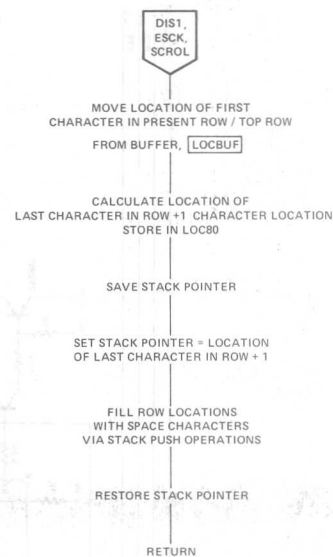 DIS1,
ESCK,
SCROL
MOVE LOCATION OF FIRST
CHARACTER IN PRESENT ROW / TOP ROW
FROM BUFFER, LOCBUF
CALCULATE LOCATION OF
LAST CHARACTER IN ROW +1 CHARACTER LOCATION
STORE IN LOC80
SAVE STACK POINTER
SET STACK POINTER = LOCATION
OF LAST CHARACTER IN ROW + 1
FILL ROW LOCATIONS
WITH SPACE CHARACTERS
VIA STACK PUSH OPERATIONS
RESTORE STACK POINTER
RETURN